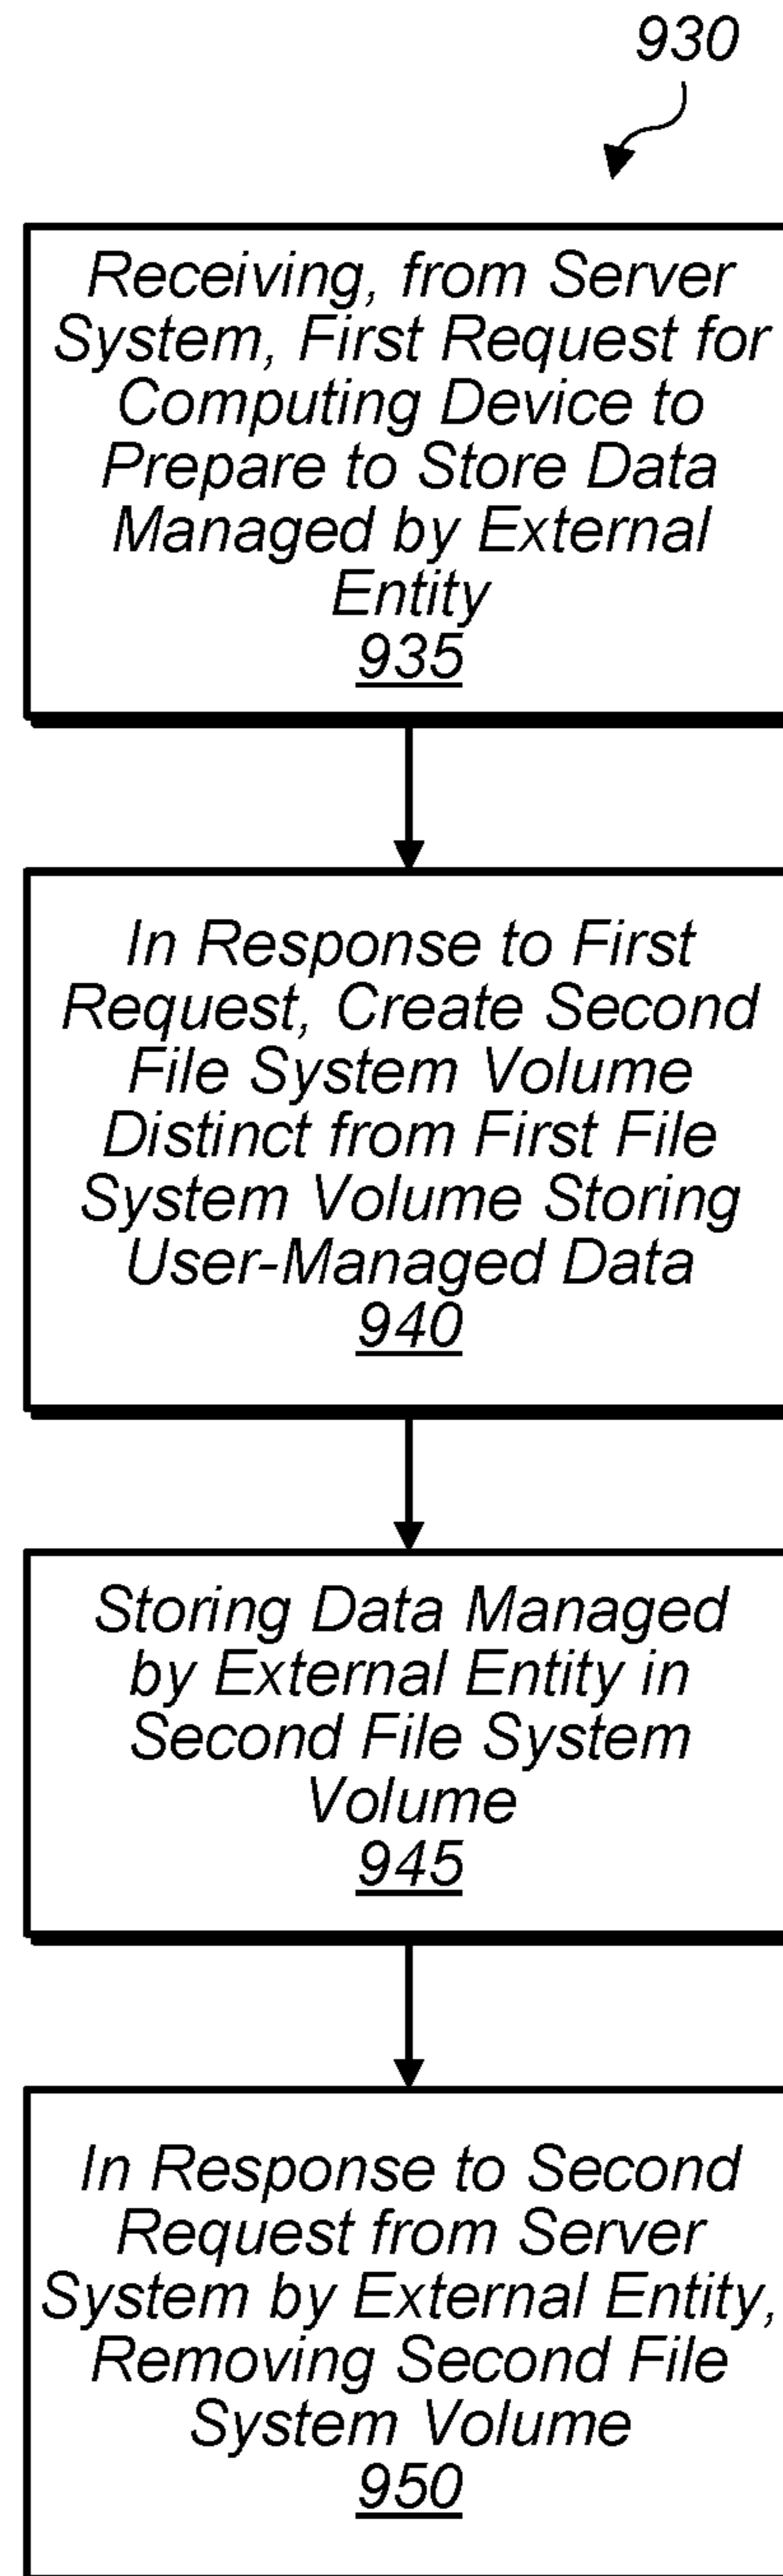 930
Receiving, from Server
System, First Request for
Computing Device to
Prepare to Store Data
Managed by External
Entity
935
In Response to First
Request, Create Second
File System Volume
Distinct from First File
System Volume Storing
User-Managed Data
940
Storing Data Managed
by External Entity in
Second File System
Volume
945
In Response to Second
Request from Server
System by External Entity,
Removing Second File
System Volume
950